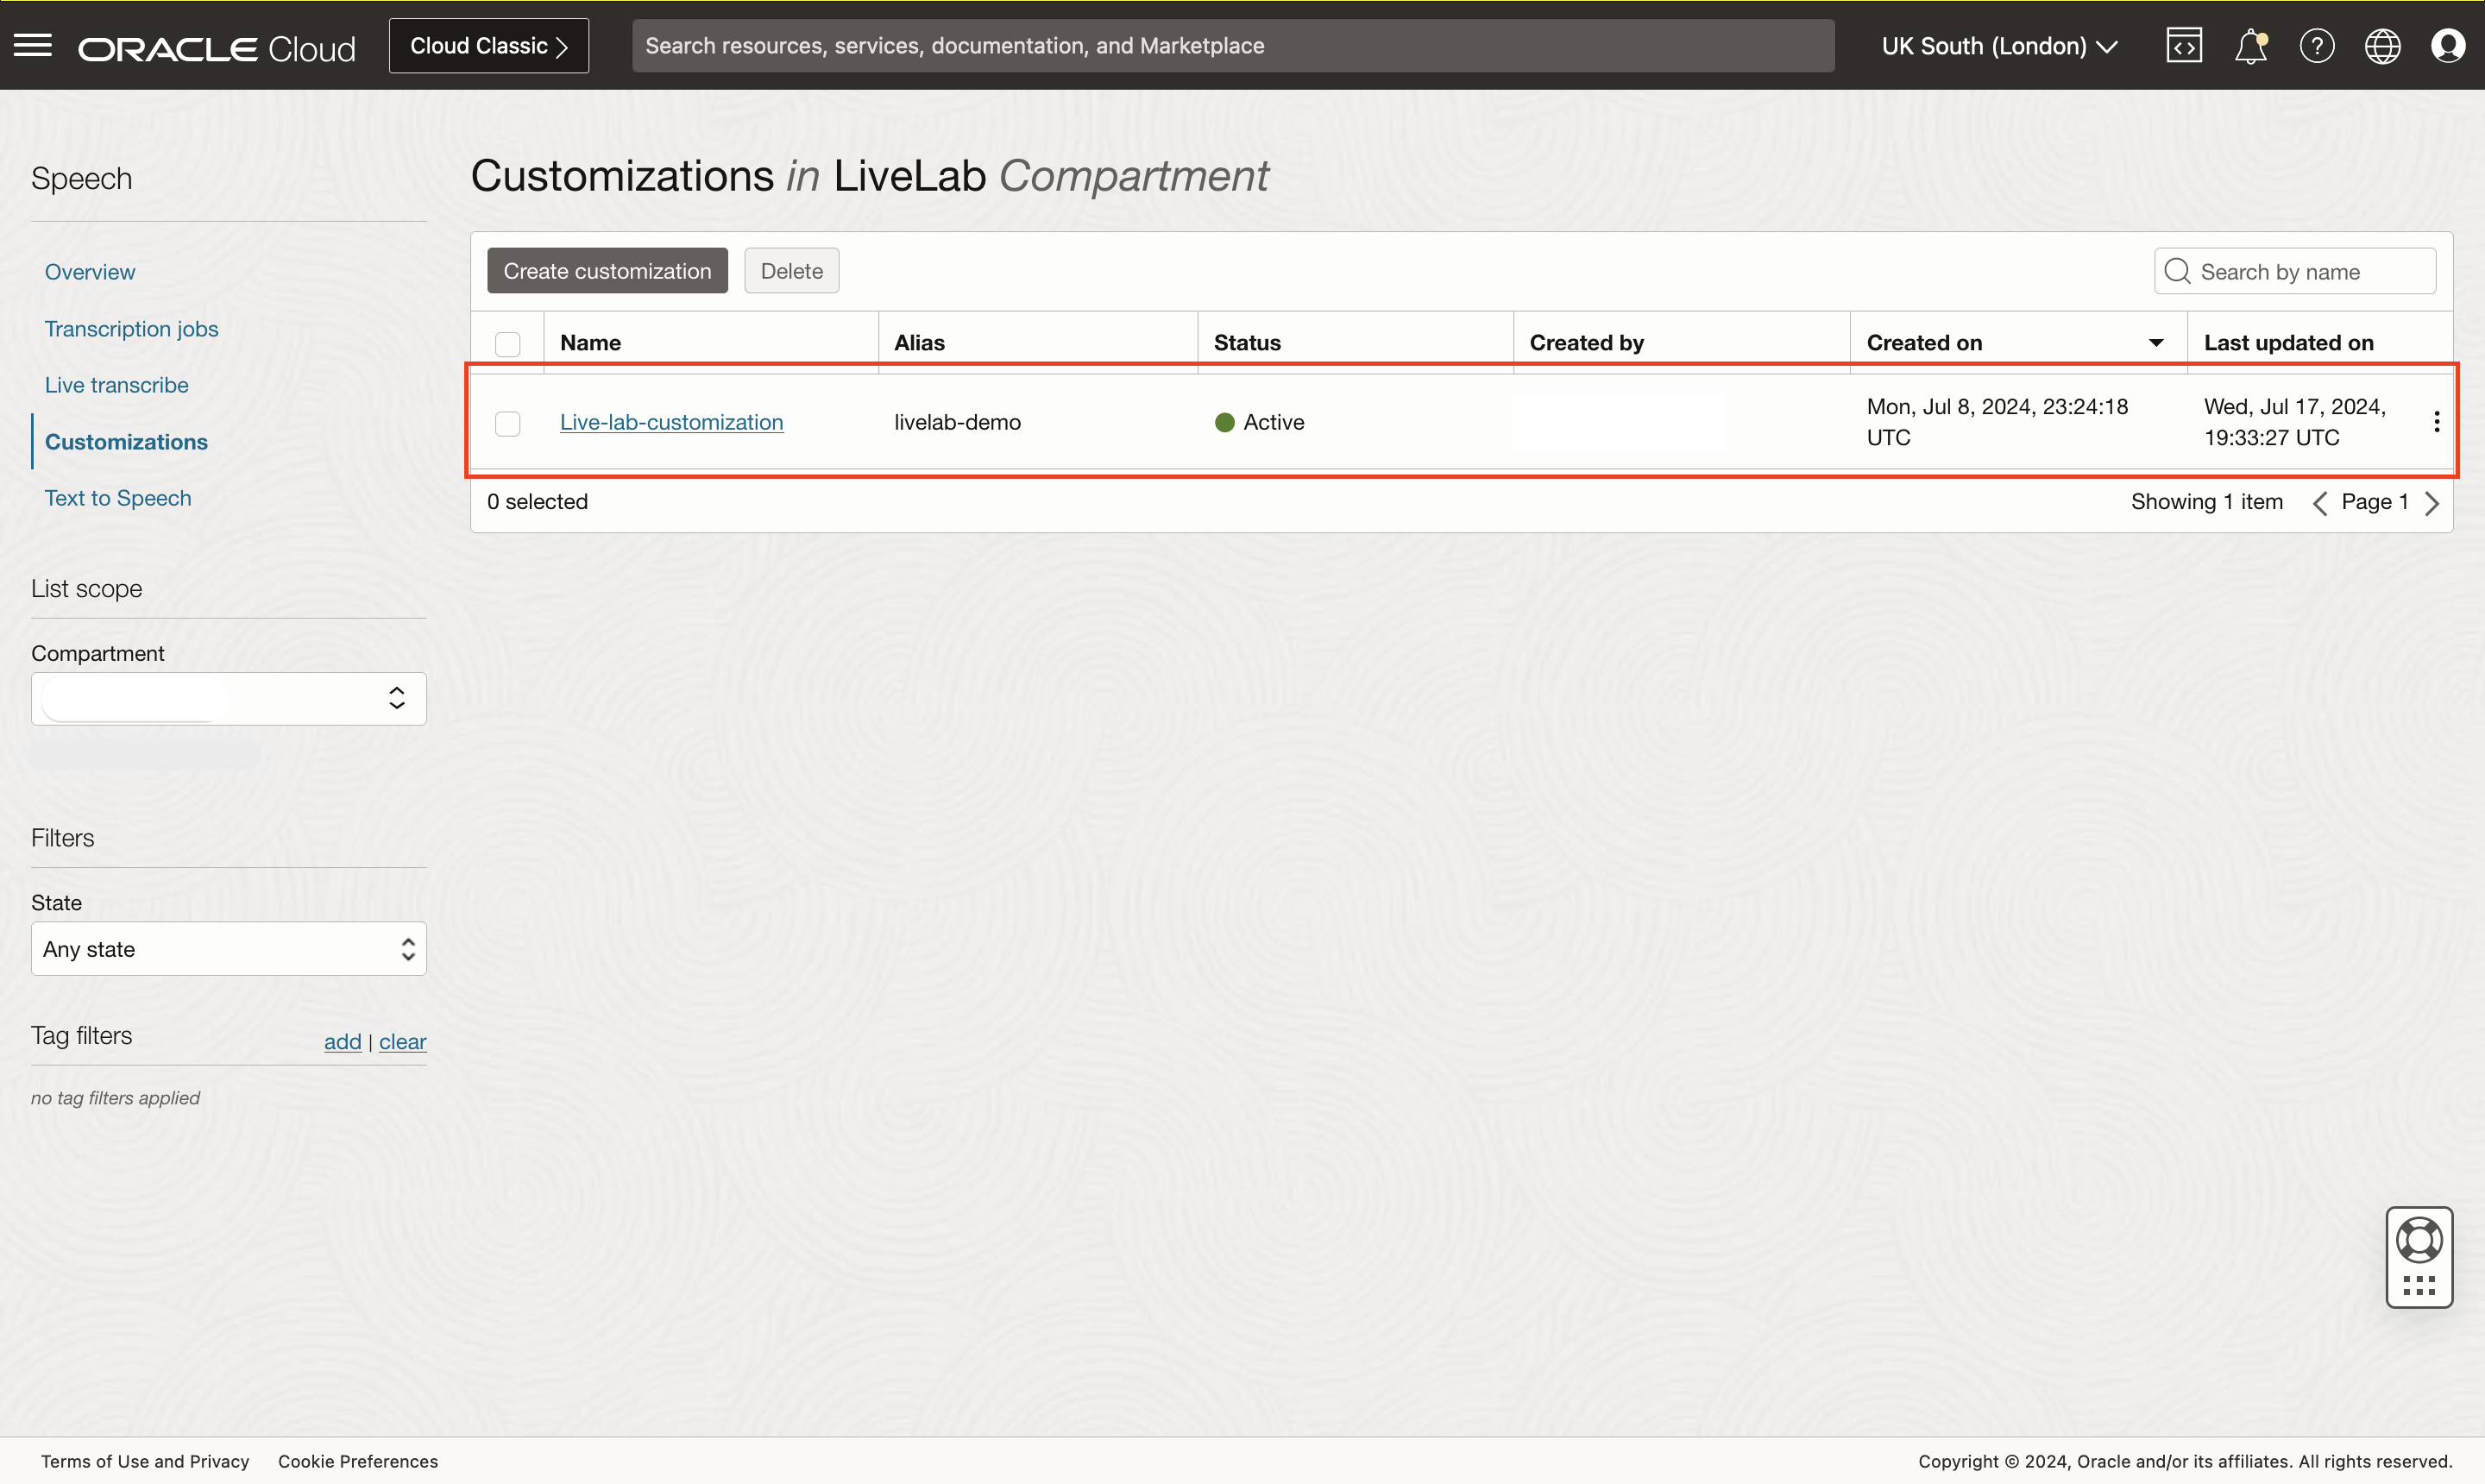 ORACLE Cloud
Cloud Classic
Search resources, services, documentation, and Marketplace
UK South (London)
Speech
Overview
Transcription jobs
Live transcribe
Customizations
Text to Speech
List scope
Compartment
Filters
State
Any state
Tag filters
add | clear
no tag filters applied
Customizations in LiveLab Compartment
Create customization
Delete
Search by name
Name Alias Status Created by Created on Last updated on
Live-lab-customization livelab-demo Active Mon, Jul 8, 2024, 23:24:18 Wed, Jul 17, 2024,
UTC 19:33:27 UTC
0 selected
Showing 1 item
Page 1
Terms of Use and Privacy
Cookie Preferences
Copyright © 2024, Oracle and/or its affiliates. All rights reserved.